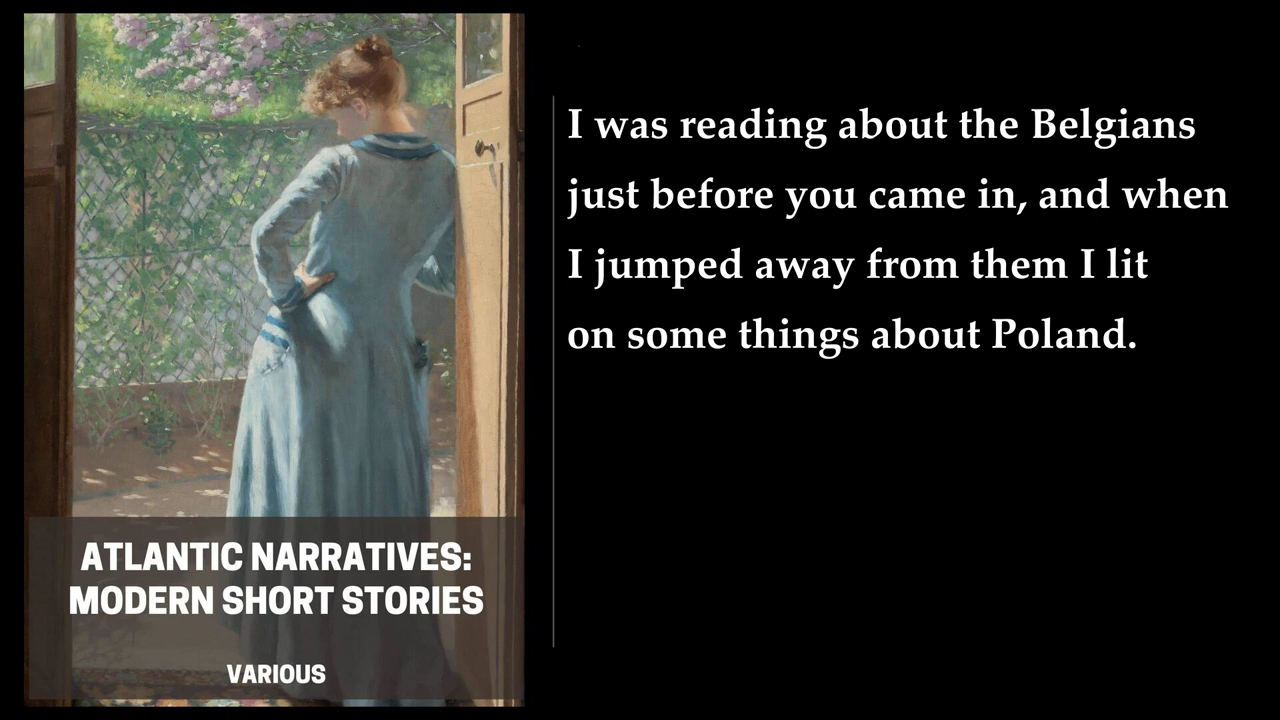 I was reading about the Belgians
just before you came in, and when
I jumped away from them I lit
on some things about Poland.
ATLANTIC NARRATIVES:
MODERN SHORT STORIES
VARIOUS